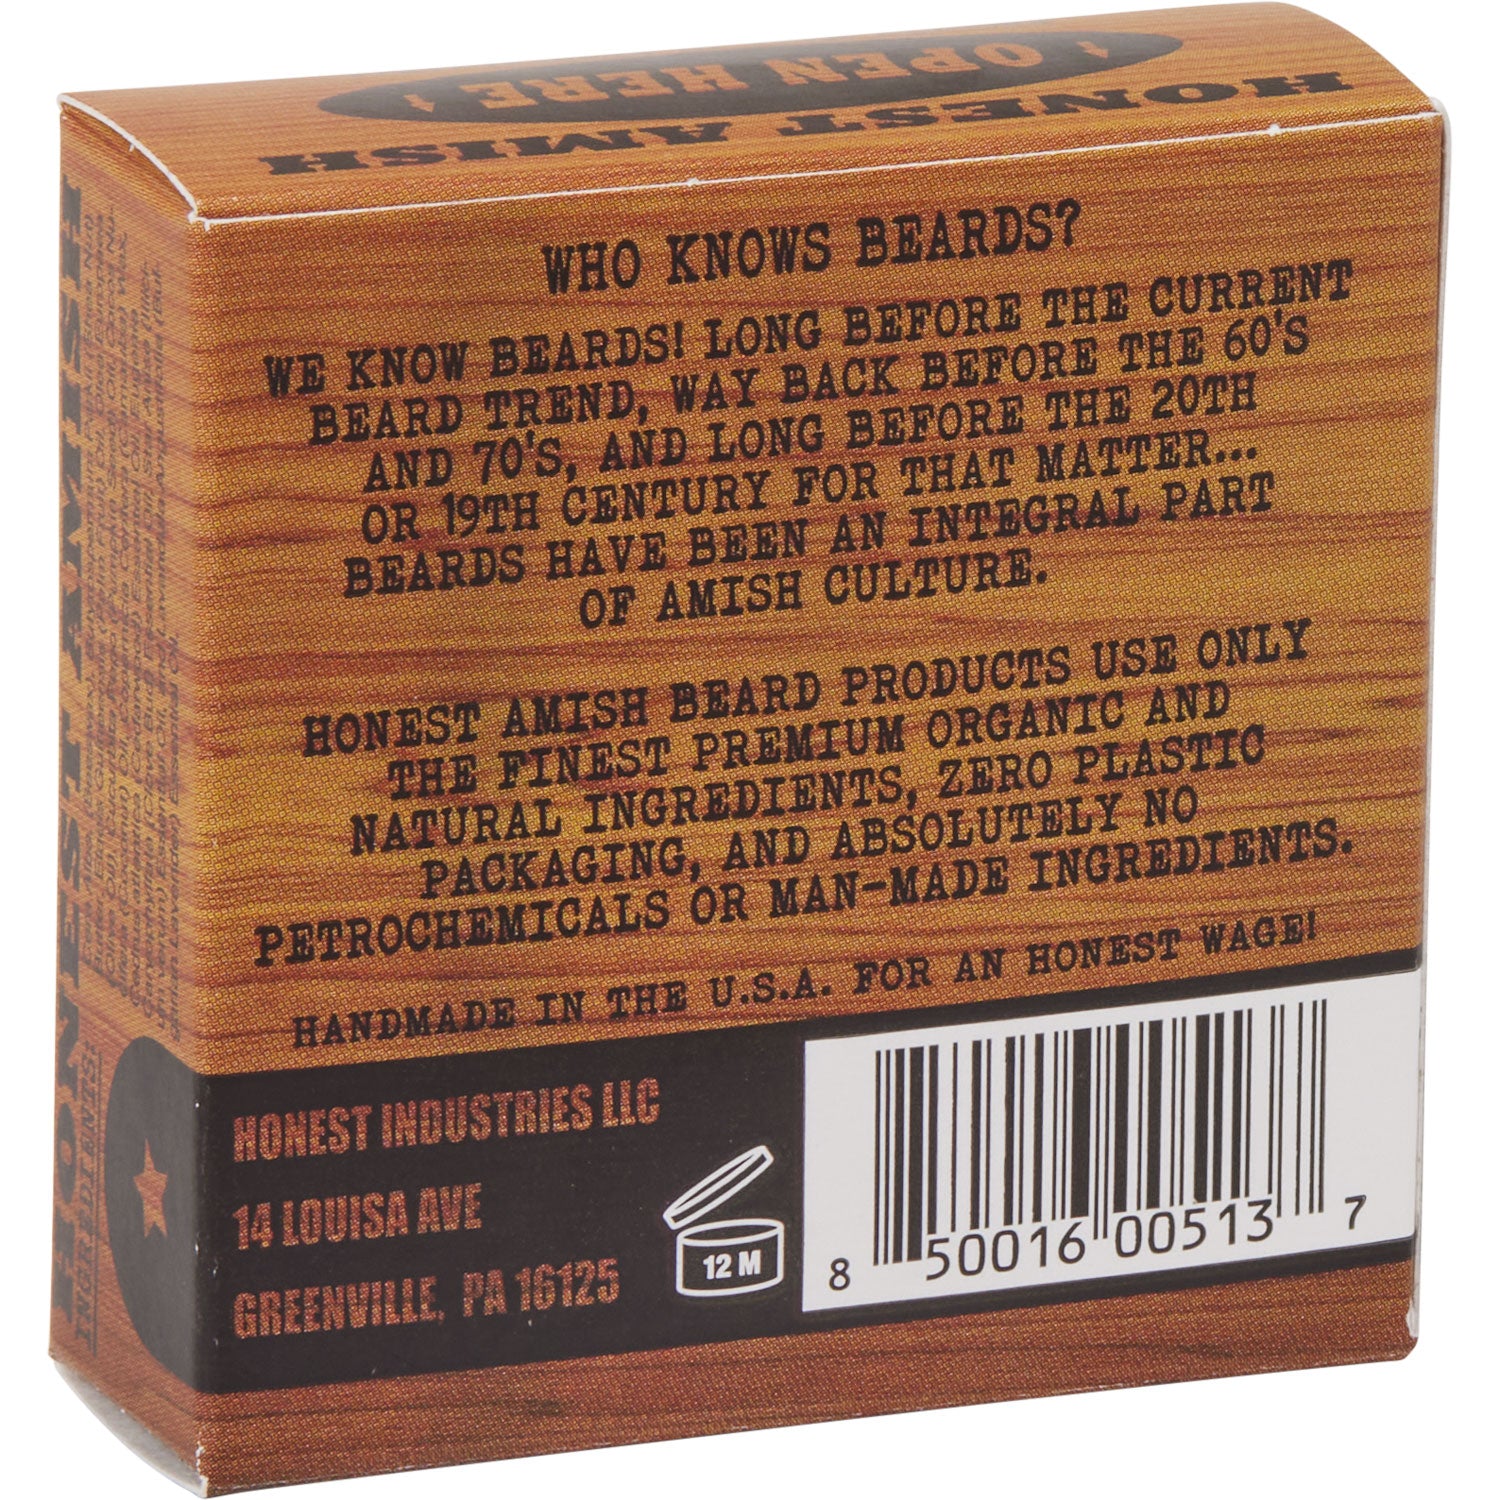 HONEST AMISH
OPEN HERE
WHO KNOWS BEARDS?
WE KNOW BEARDS! LONG BEFORE THE CURRENT
BEARD TREND, WAY BACK BEFORE THE 60'S
AND 70'S, AND LONG BEFORE THE 20TH
OR 19TH CENTURY FOR THAT MATTER...
BEARDS HAVE BEEN AN INTEGRAL PART
OF AMISH CULTURE.
HONEST AMISH BEARD PRODUCTS USE ONLY
THE FINEST PREMIUM ORGANIC AND
NATURAL INGREDIENTS, ZERO PLASTIC
PACKAGING, AND ABSOLUTELY NO
PETROCHEMICALS OR MAN-MADE INGREDIENTS.
HANDMADE IN THE U.S.A. FOR AN HONEST WAGE!
HONEST INDUSTRIES LLC
14 LOUISA AVE
GREENVILLE, PA 16125
12 M
8 50016 00513 7
HONEST AMISH
INGREDIENTS: